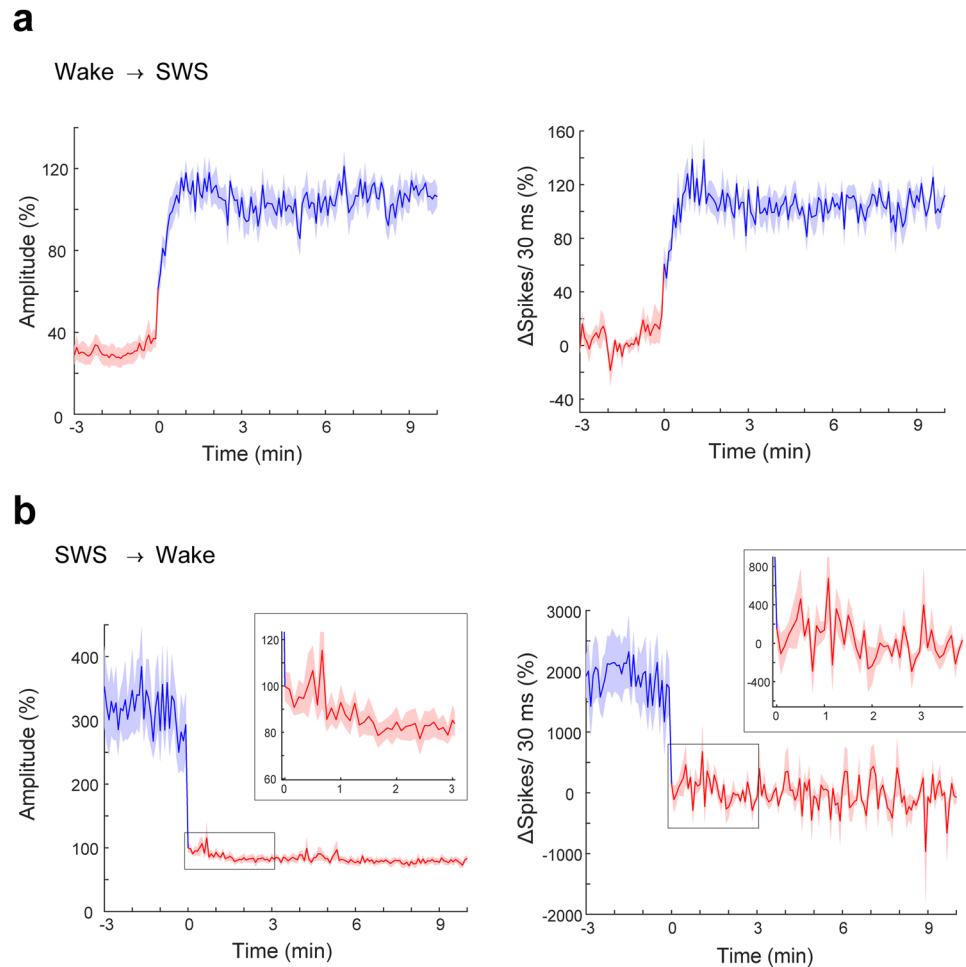 a
Wake → SWS
Amplitude (%)
120
80
40
0
-3 0 3 6 9
Time (min)
ΔSpikes/ 30 ms (%)
160
120
80
40
0
-40
-3 0 3 6 9
Time (min)
b
SWS → Wake
Amplitude (%)
450
400
300
200
100
0
-3 0 3 6 9
Time (min)
120
100
80
60
0 1 2 3
ΔSpikes/ 30 ms (%)
3000
2000
1000
0
-1000
-2000
-3 0 3 6 9
Time (min)
800
400
0
-400
0 1 2 3